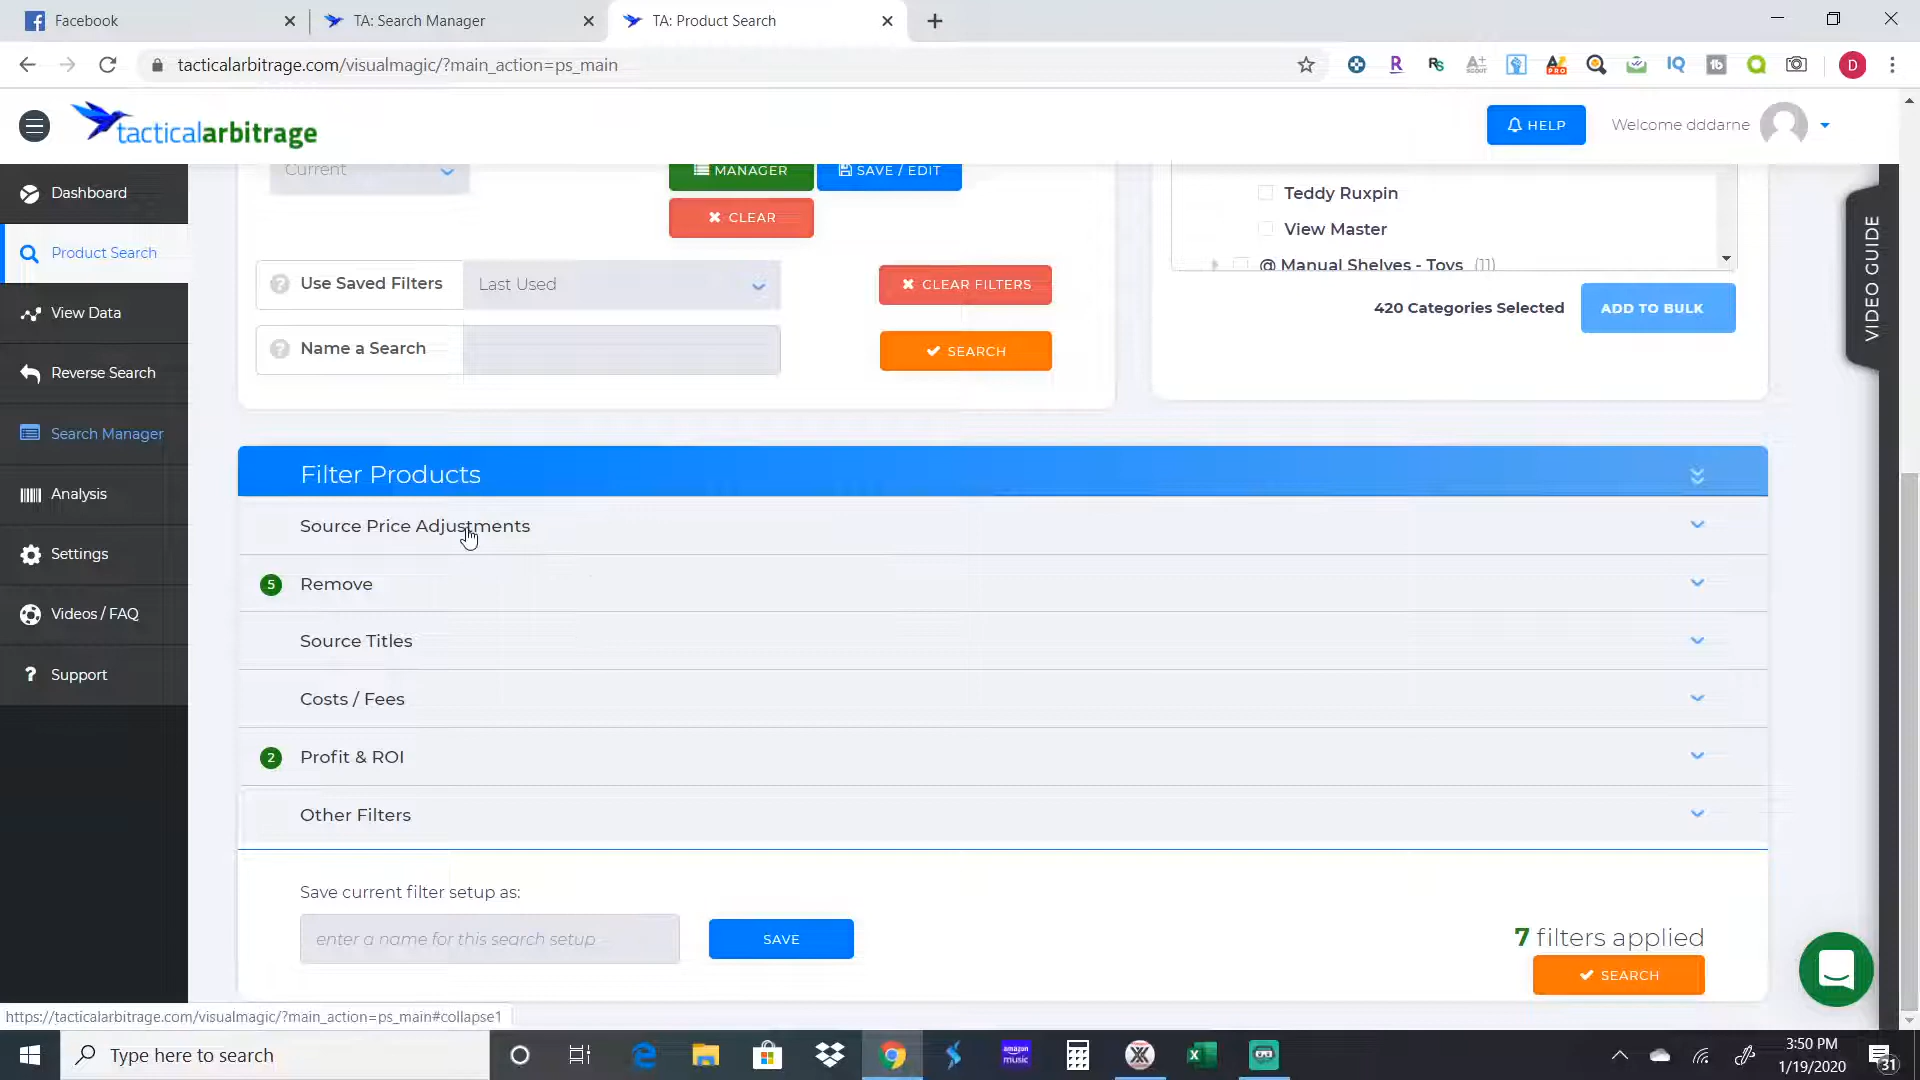 Facebook
TA: Search Manager
TA: Product Search
tacticalarbitrage.com/visualmagic/?main_action=ps_main
tacticalarbitrage
HELP
Welcome dddarne
Dashboard
Product Search
View Data
Reverse Search
Search Manager
Analysis
Settings
Videos / FAQ
? Support
Current
MANAGER
SAVE / EDIT
CLEAR
Use Saved Filters
Last Used
CLEAR FILTERS
Name a Search
SEARCH
Teddy Ruxpin
View Master
@ Manual Shelves - Toys (11)
420 Categories Selected
ADD TO BULK
VIDEO GUIDE
Filter Products
Source Price Adjustments
5 Remove
Source Titles
Costs / Fees
2 Profit & ROI
Other Filters
Save current filter setup as:
enter a name for this search setup
SAVE
7 filters applied
SEARCH
https://tacticalarbitrage.com/visualmagic/?main_action=ps_main#collapse1
Type here to search
amazon music
3:50 PM
1/19/2020
31